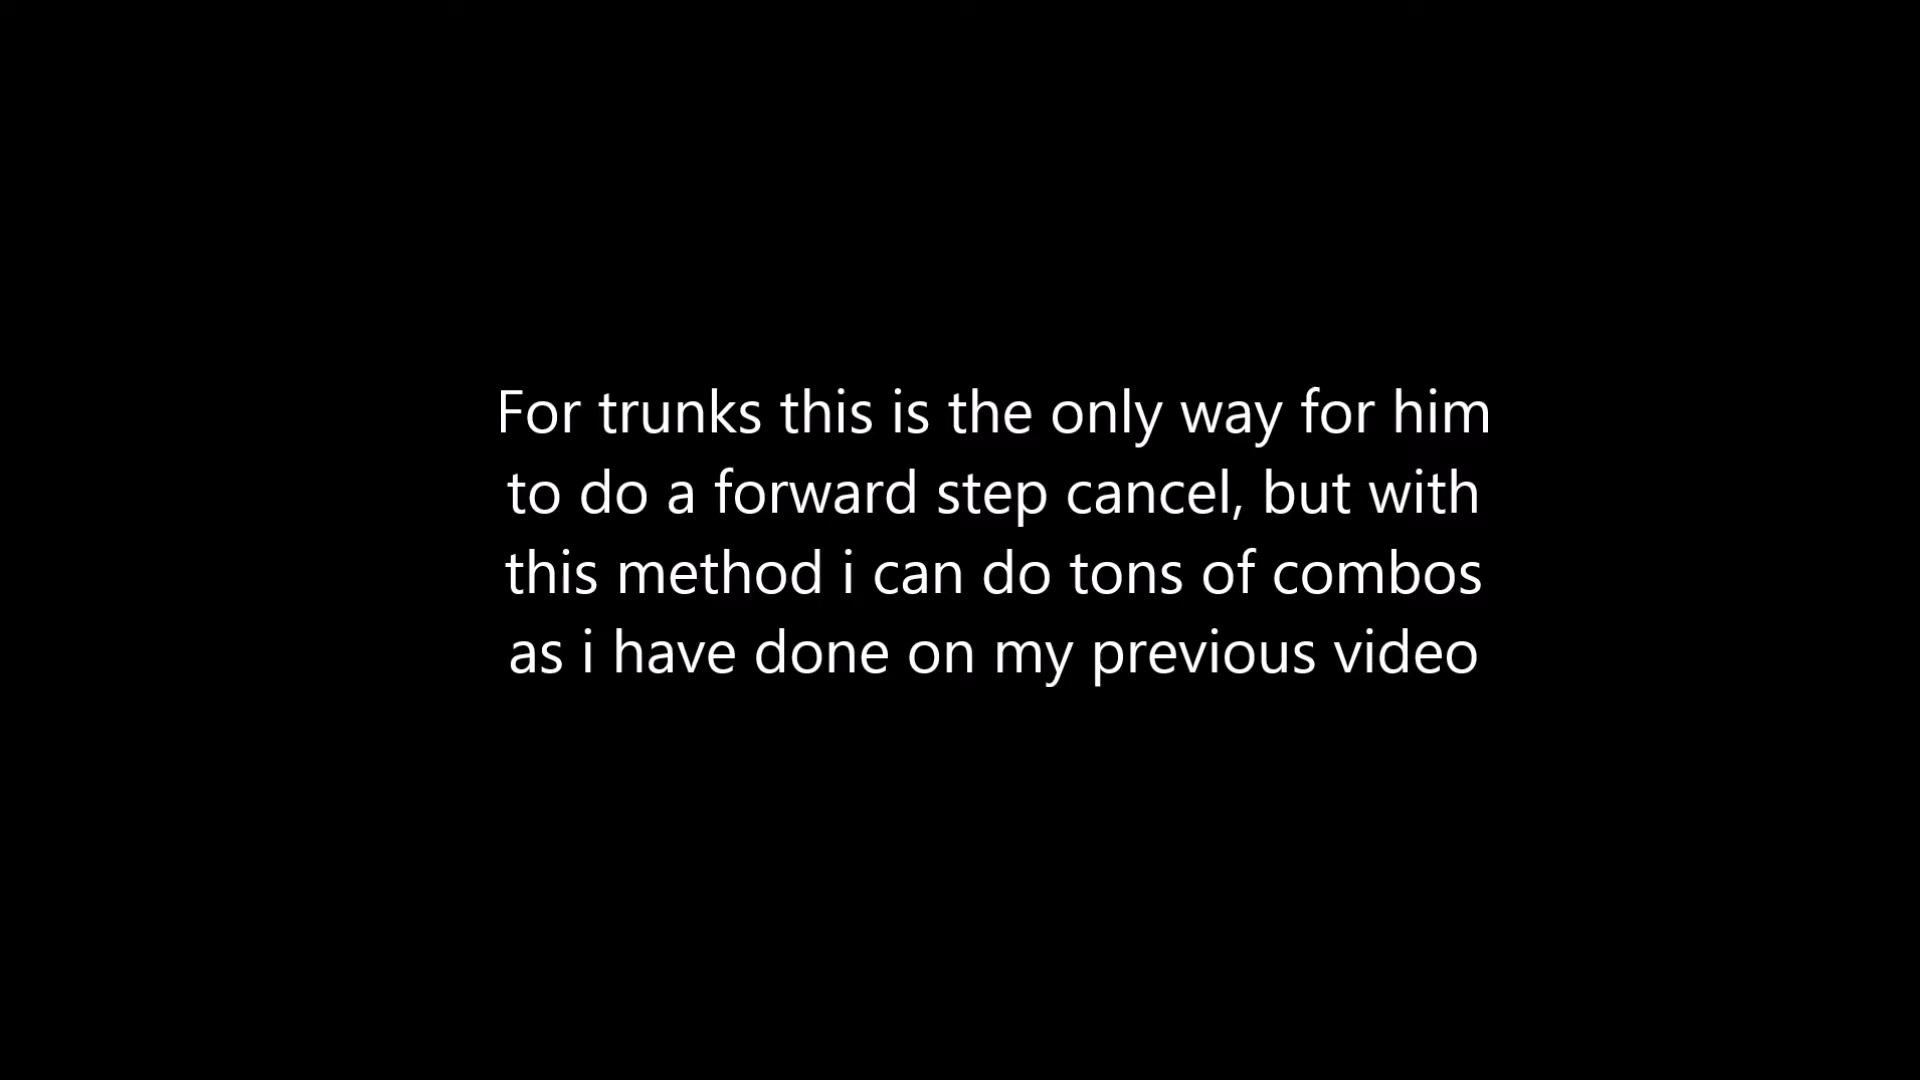 For trunks this is the only way for him
to do a forward step cancel, but with
this method i can do tons of combos
as i have done on my previous video